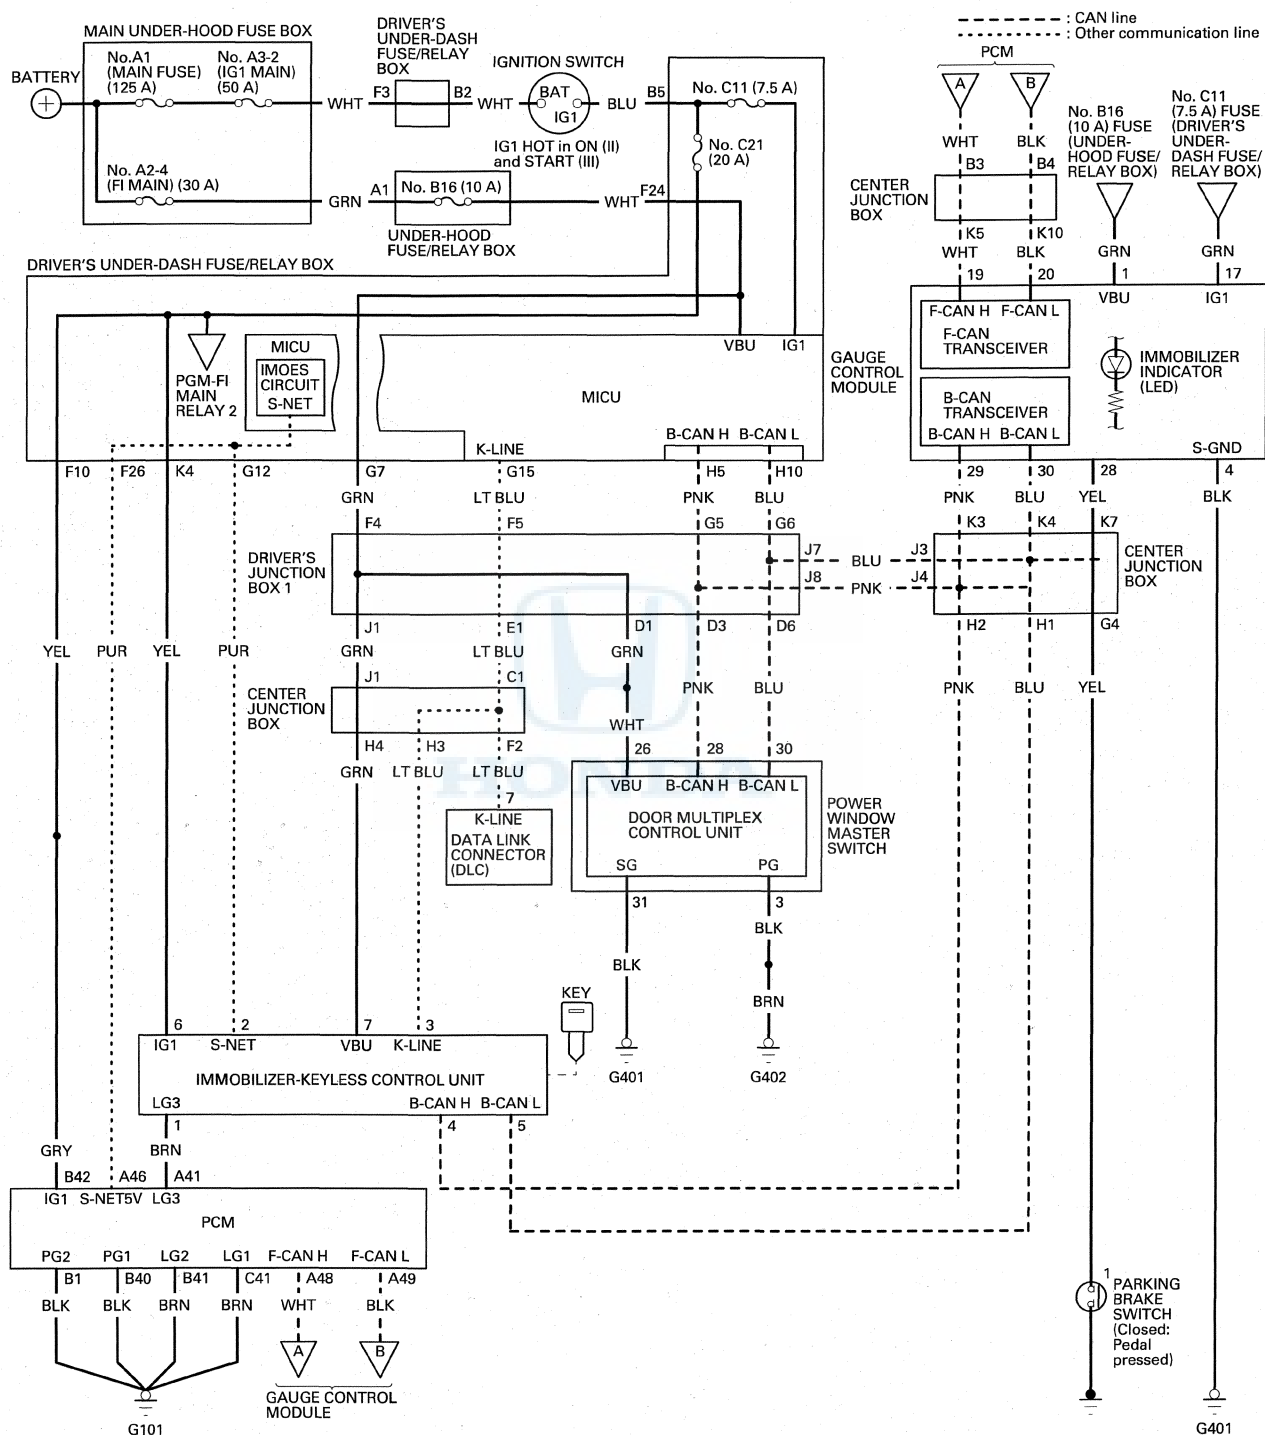 MAIN UNDER-HOOD FUSE BOX
DRIVER'S
UNDER-DASH
FUSE/RELAY
BOX
- - - - : CAN line
: Other communication line
BATTERY
No.A1
(MAIN FUSE)
(125 A)
No. A3-2
(IG1 MAIN)
(50 A)
WHT
F3
B2
WHT
IGNITION SWITCH
BAT
IG1
BLU
B5
IG1 HOT in ON (II)
and START (III)
No. C11 (7.5 A)
No. C21
(20 A)
No. A2-4
(FI MAIN) (30 A)
GRN
A1
No. B16 (10 A)
WHT
F24
UNDER-HOOD
FUSE/RELAY BOX
PCM
A
B
WHT
BLK
B3
B4
CENTER
JUNCTION
BOX
K5
K10
WHT
BLK
19
20
No. B16
(10 A) FUSE
(UNDER-
HOOD FUSE/
RELAY BOX)
GRN
1
VBU
No. C11
(7.5 A) FUSE
(DRIVER'S
UNDER-
DASH FUSE/
RELAY BOX)
GRN
17
IG1
DRIVER'S UNDER-DASH FUSE/RELAY BOX
PGM-FI
MAIN
RELAY 2
MICU
IMOES
CIRCUIT
S-NET
VBU
IG1
MICU
K-LINE
B-CAN H
B-CAN L
GAUGE
CONTROL
MODULE
F-CAN H
F-CAN L
F-CAN
TRANSCEIVER
B-CAN
TRANSCEIVER
B-CAN H
B-CAN L
IMMOBILIZER
INDICATOR
(LED)
S-GND
F10
F26
K4
G12
G7
G15
H5
H10
29
30
28
4
GRN
LT BLU
PNK
BLU
PNK
BLU
YEL
BLK
F4
F5
G5
G6
K3
K4
K7
DRIVER'S
JUNCTION
BOX 1
J7
BLU
J3
J8
PNK
J4
CENTER
JUNCTION
BOX
J1
E1
D1
D3
D6
H2
H1
G4
YEL
PUR
YEL
PUR
GRN
LT BLU
GRN
PNK
BLU
PNK
BLU
YEL
CENTER
JUNCTION
BOX
J1
C1
H4
H3
F2
WHT
GRN
LT BLU
LT BLU
HONDA
7
K-LINE
DATA LINK
CONNECTOR
(DLC)
26
28
30
VBU
B-CAN H
B-CAN L
DOOR MULTIPLEX
CONTROL UNIT
SG
PG
POWER
WINDOW
MASTER
SWITCH
31
3
BLK
BLK
BRN
G401
G402
KEY
6
2
7
3
IG1
S-NET
VBU
K-LINE
IMMOBILIZER-KEYLESS CONTROL UNIT
LG3
B-CAN H
B-CAN L
1
4
5
GRY
BRN
B42
A46
A41
IG1
S-NET5V
LG3
PCM
PG2
PG1
LG2
LG1
F-CAN H
F-CAN L
B1
B40
B41
C41
A48
A49
BLK
BLK
BRN
BRN
WHT
BLK
A
B
GAUGE CONTROL
MODULE
G101
1
PARKING
BRAKE
SWITCH
(Closed:
Pedal
pressed)
G401